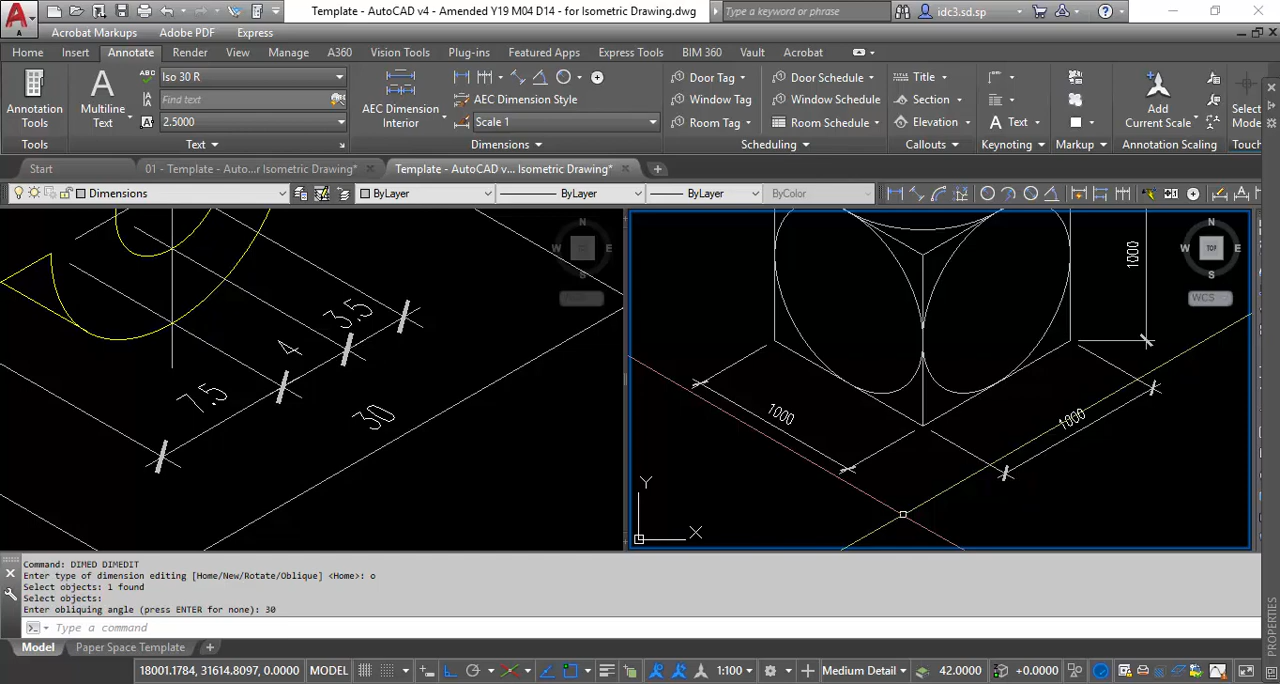 Template - AutoCAD v4 - Amended Y19 M04 D14 - for Isometric Drawing.dwg
Type a keyword or phrase
idc3.sd.sp
Acrobat Markups Adobe PDF Express
Home Insert Annotate Render View Manage A360 Vision Tools Plug-ins Featured Apps Express Tools BIM 360 Vault Acrobat
Annotation Tools
Multiline Text
Iso 30 R
Find text
2.5000
AEC Dimension Interior
AEC Dimension Style
Scale 1
Door Tag
Window Tag
Room Tag
Door Schedule
Window Schedule
Room Schedule
Title
Section
Elevation
Text
Add Current Scale
Select Mode
Tools Text Dimensions Scheduling Callouts Keynoting Markup Annotation Scaling Touch
Start 01 - Template - Auto...r Isometric Drawing* Template - AutoCAD v... Isometric Drawing*
Dimensions ByLayer ByLayer ByLayer ByColor
N
W E
S
7.5
4
3.5
30
N
W TOP E
S
WCS
1000
1000
1000
Y
X
Command: DIMED DIMEDIT
Enter type of dimension editing [Home/New/Rotate/Oblique] <Home>: o
Select objects: 1 found
Select objects:
Enter obliquing angle (press ENTER for none): 30
Type a command
PROPERTIES
Model Paper Space Template
18001.1784, 31614.8097, 0.0000 MODEL 1:100 Medium Detail 42.0000 +0.0000